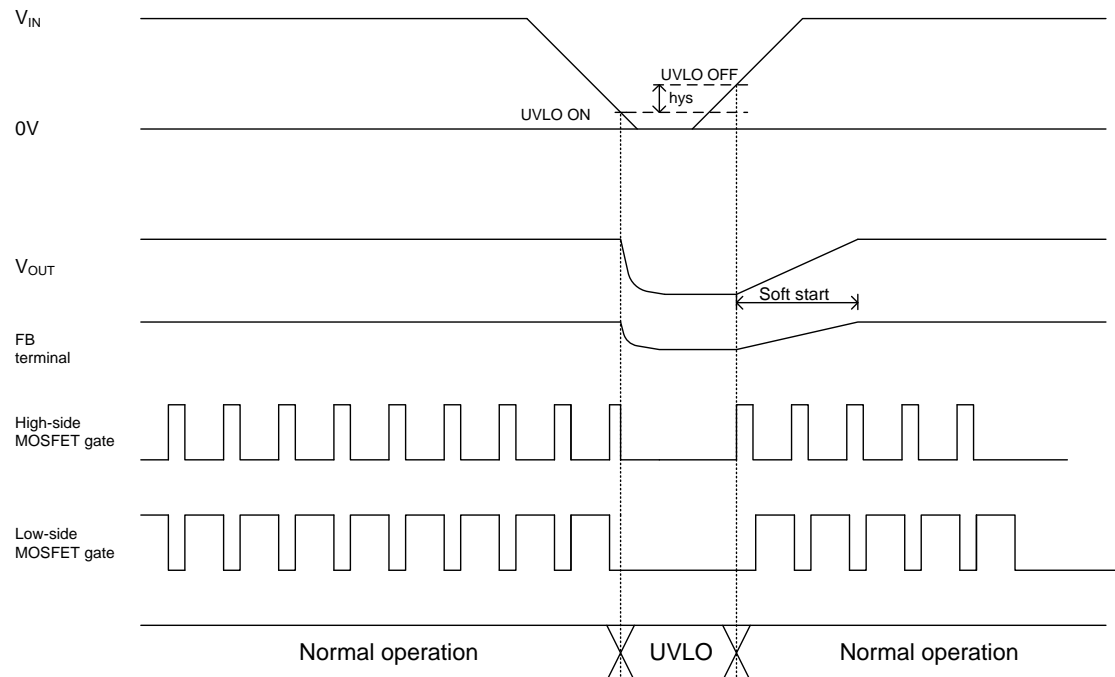 VIN
UVLO OFF
hys
UVLO ON
0V
VOUT
Soft start
FB
terminal
High-side
MOSFET gate
Low-side
MOSFET gate
Normal operation
UVLO
Normal operation